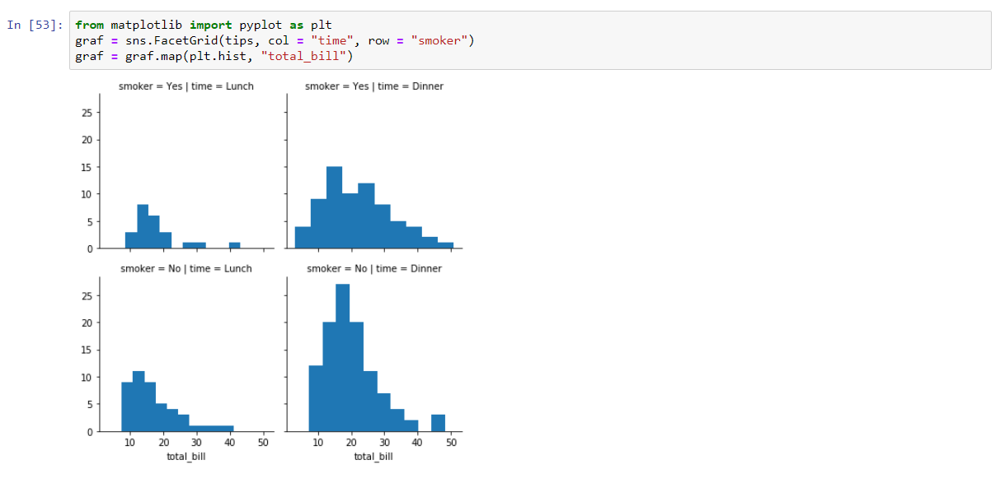 In [53]: from matplotlib import pyplot as plt
graf = sns.FacetGrid(tips, col = "time", row = "smoker")
graf = graf.map(plt.hist, "total_bill")
smoker = Yes | time = Lunch smoker = Yes | time = Dinner
25
20
15
10
5
0
smoker = No | time = Lunch smoker = No | time = Dinner
25
20
15
10
5
0
10 20 30 40 50 10 20 30 40 50
total_bill total_bill